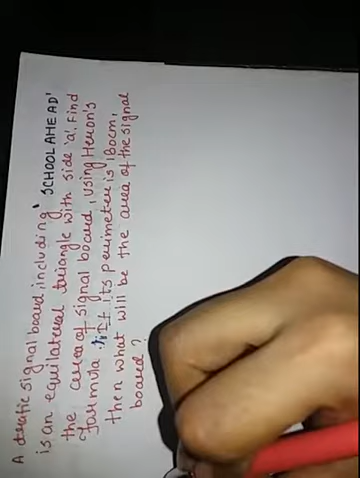 A traffic signal board including 'SCHOOL AHEAD'
is an equilateral triangle with side 'a'. Find
the area of signal board, using Heron's
formula. If its perimeter is 180cm,
then what will be the area of the signal
board?